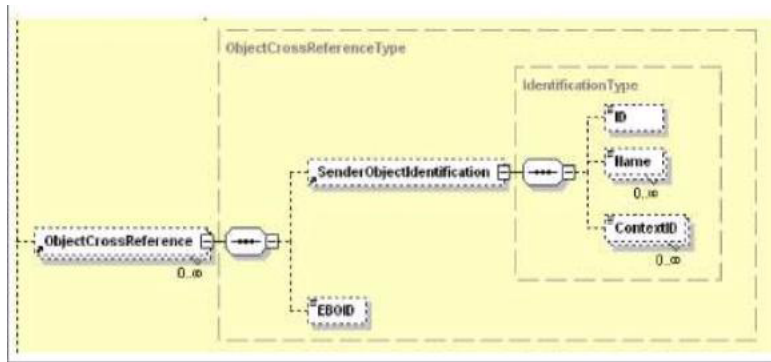 ObjectCrossReferenceType
IdentificationType
ID
Name
0..∞
SenderObjectIdentification
ContextID
0..∞
ObjectCrossReference
0..∞
EBOID